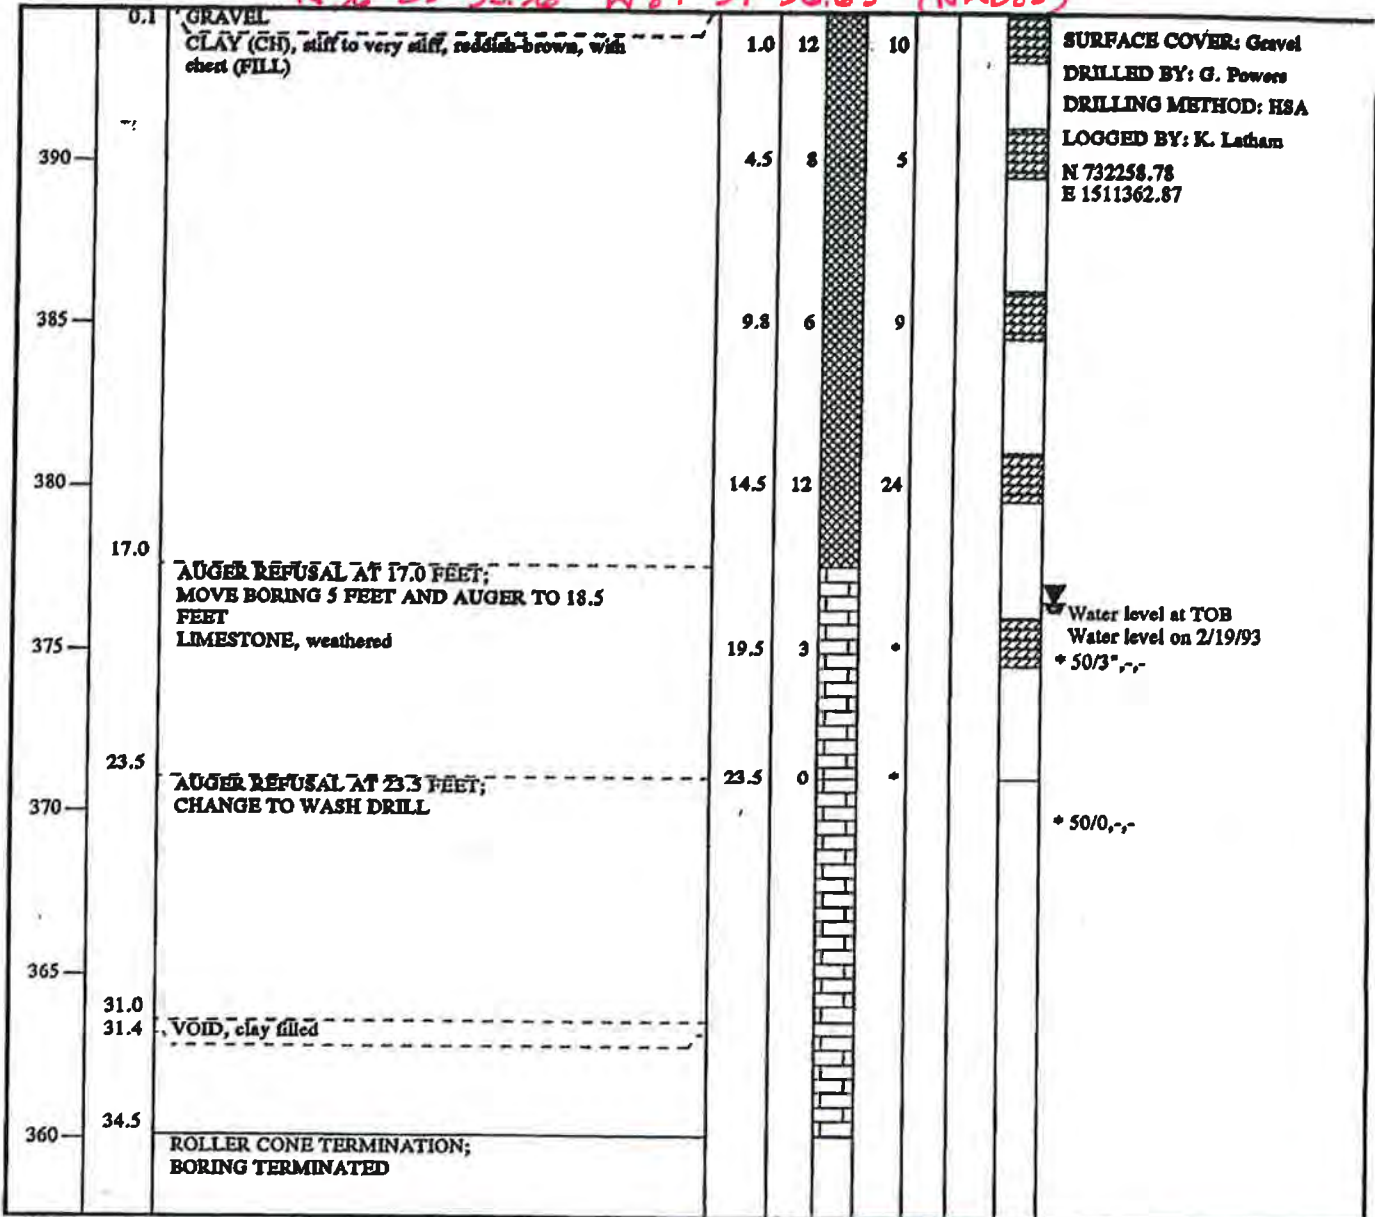 0.1 GRAVEL
CLAY (CH), stiff to very stiff, reddish-brown, with
chert (FILL)
1.0 12 10
SURFACE COVER: Gravel
DRILLED BY: G. Powers
DRILLING METHOD: HSA
LOGGED BY: K. Latham
N 732258.78
E 1511362.87
390 4.5 8 5
385 9.8 6 9
380 14.5 12 24
17.0
AUGER REFUSAL AT 17.0 FEET;
MOVE BORING 5 FEET AND AUGER TO 18.5
FEET
LIMESTONE, weathered
Water level at TOB
Water level on 2/19/93
375 19.5 3 *
* 50/3",-,-
23.5
AUGER REFUSAL AT 23.5 FEET;
CHANGE TO WASH DRILL
23.5 0 *
370
* 50/0,-,-
365
31.0
31.4 VOID, clay filled
34.5
360
ROLLER CONE TERMINATION;
BORING TERMINATED